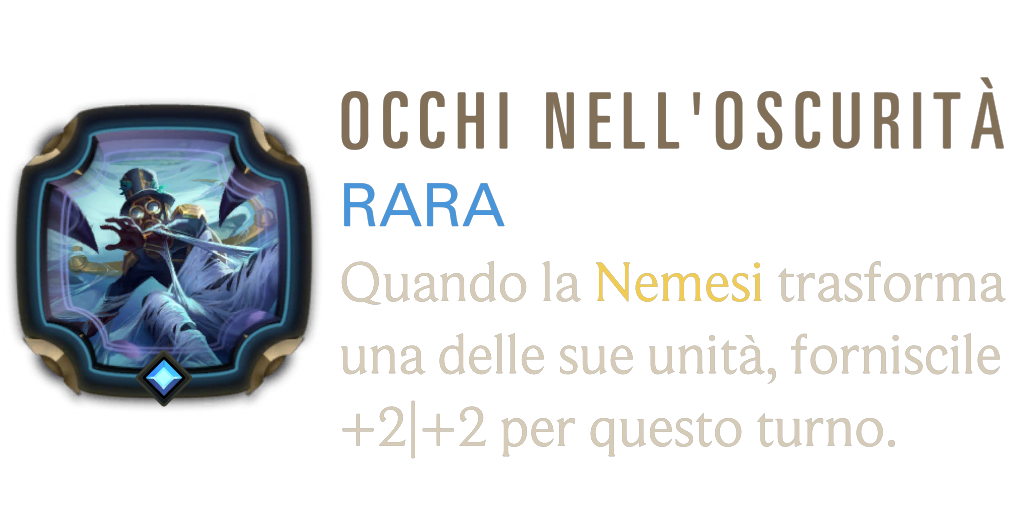 OCCHI NELL'OSCURITÀ
RARA
Quando la Nemesi trasforma
una delle sue unità, forniscile
+2|+2 per questo turno.